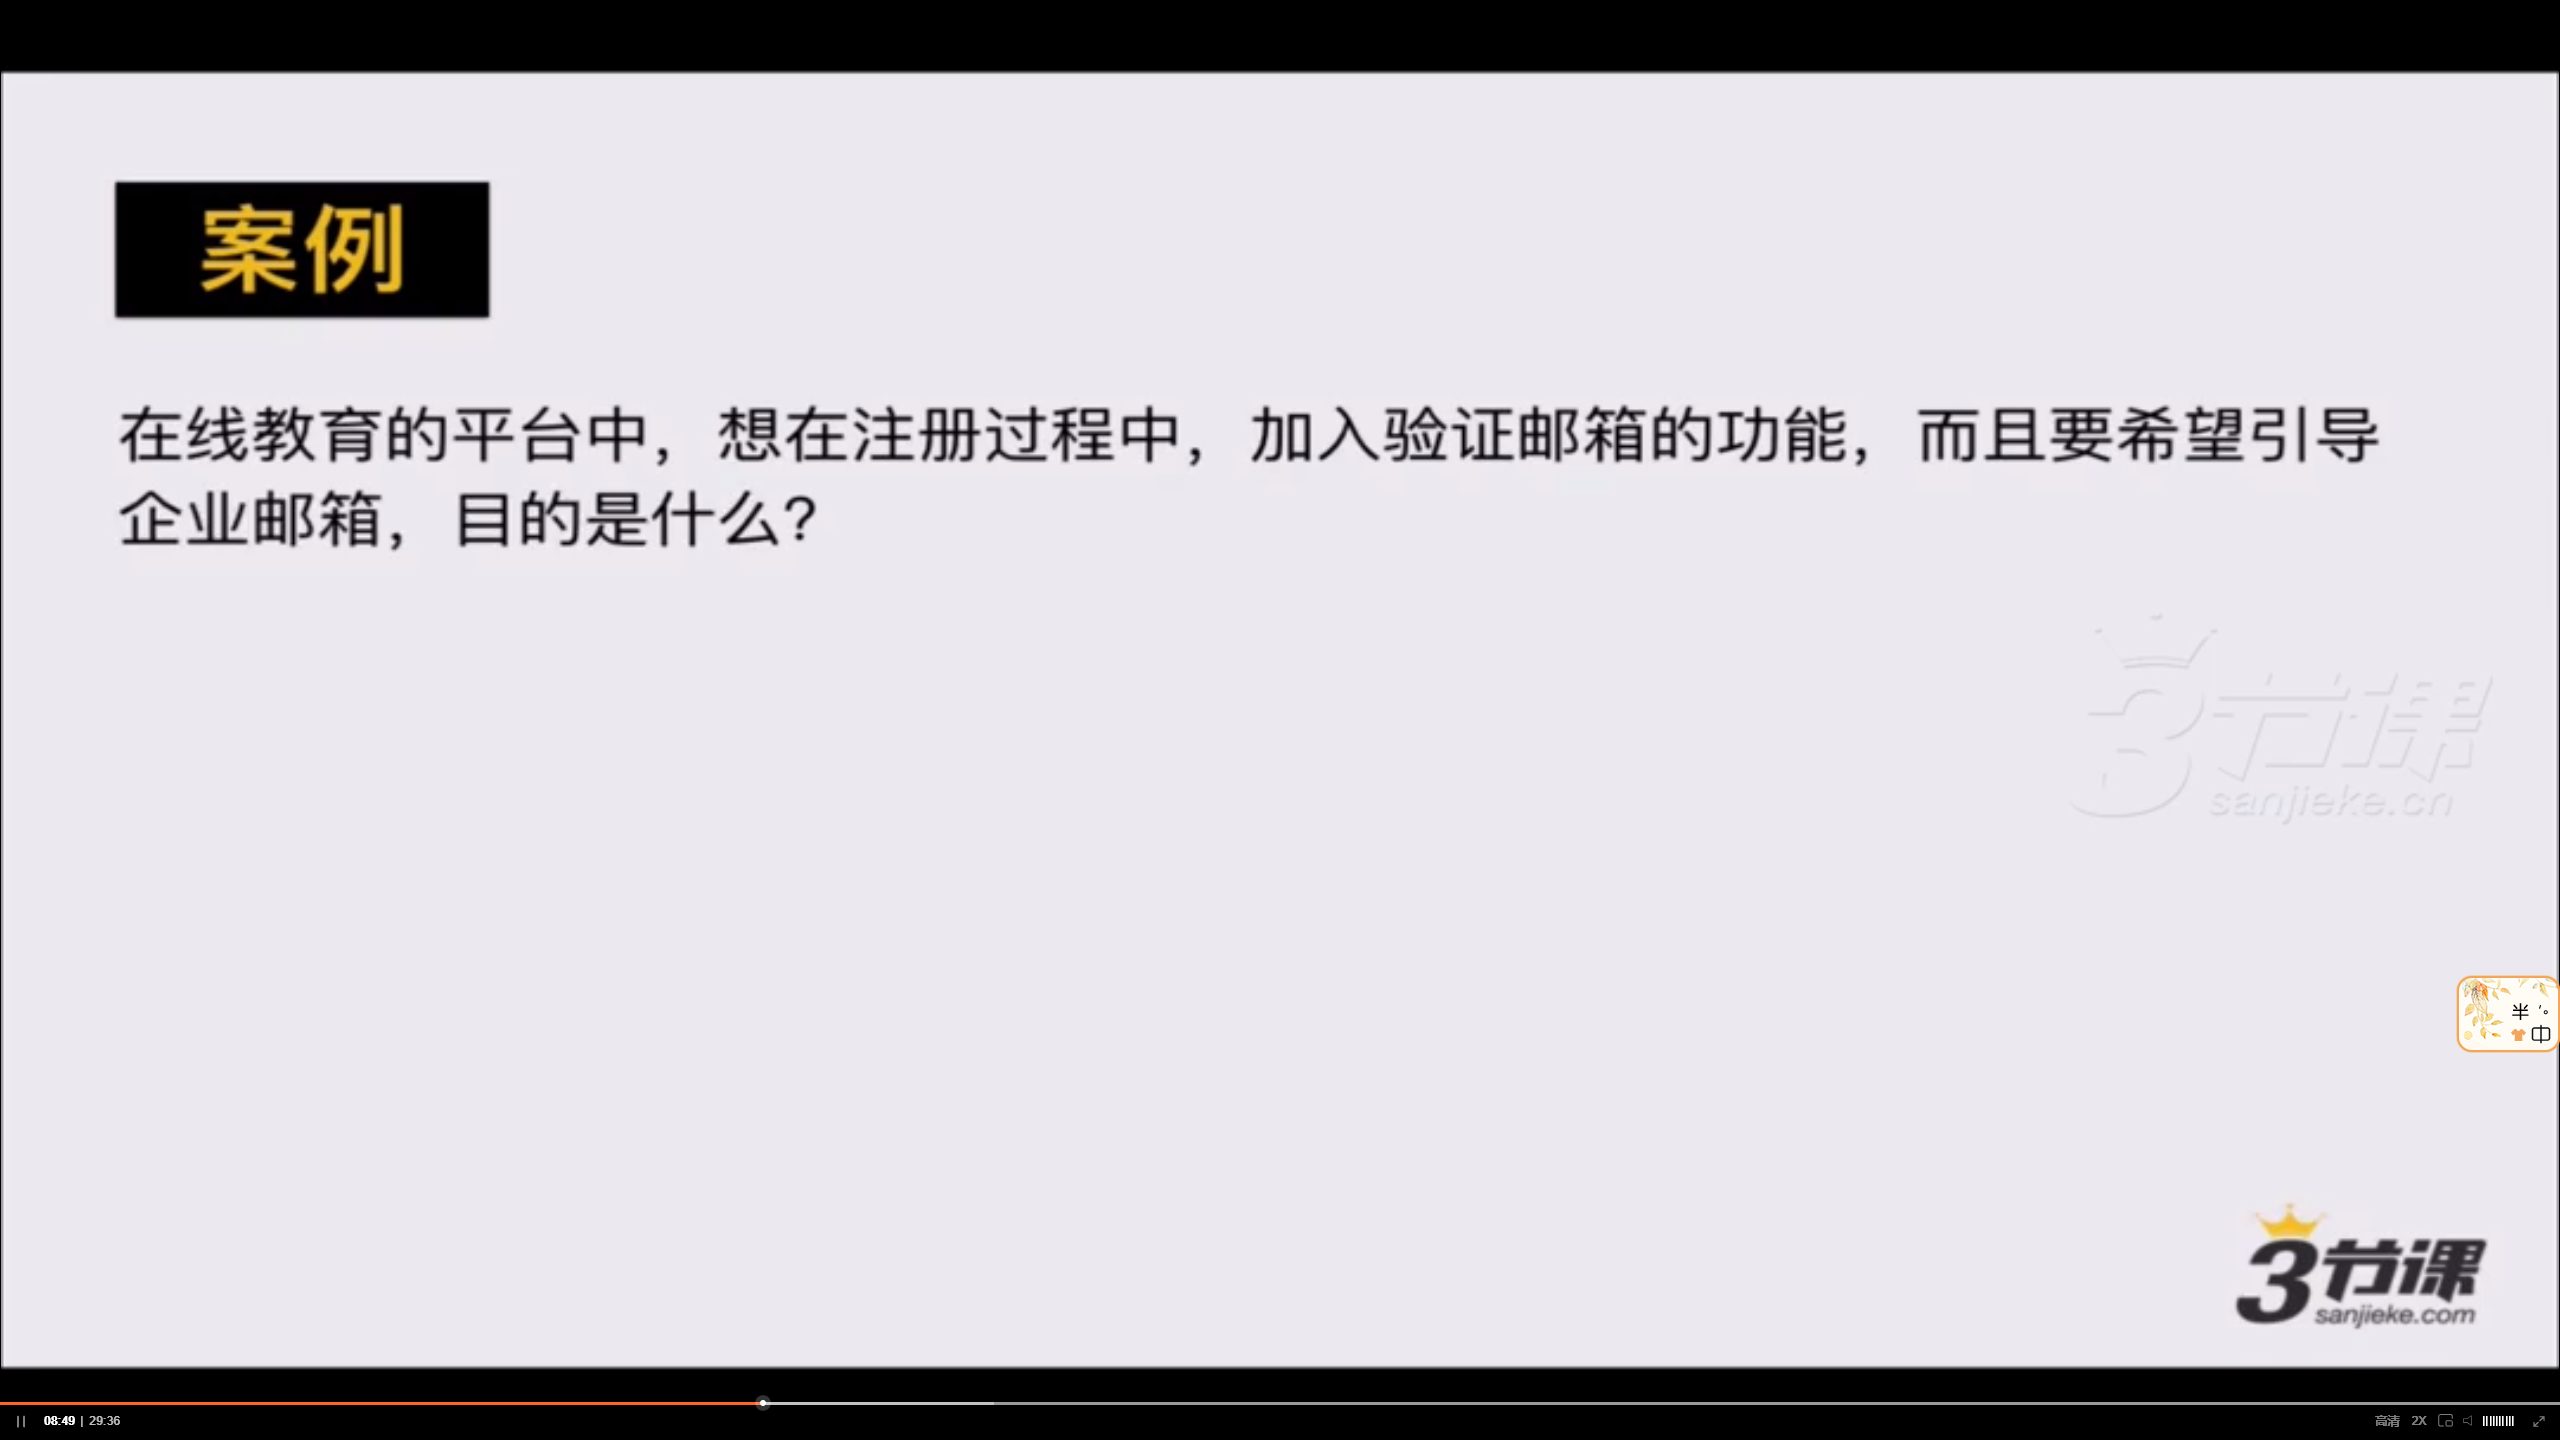 案例
在线教育的平台中，想在注册过程中，加入验证邮箱的功能，而且要希望引导
企业邮箱，目的是什么？
3节课
sanjieke.cn
半 ',。
中
3节课
sanjieke.com
08:49 | 29:36
高清 2X